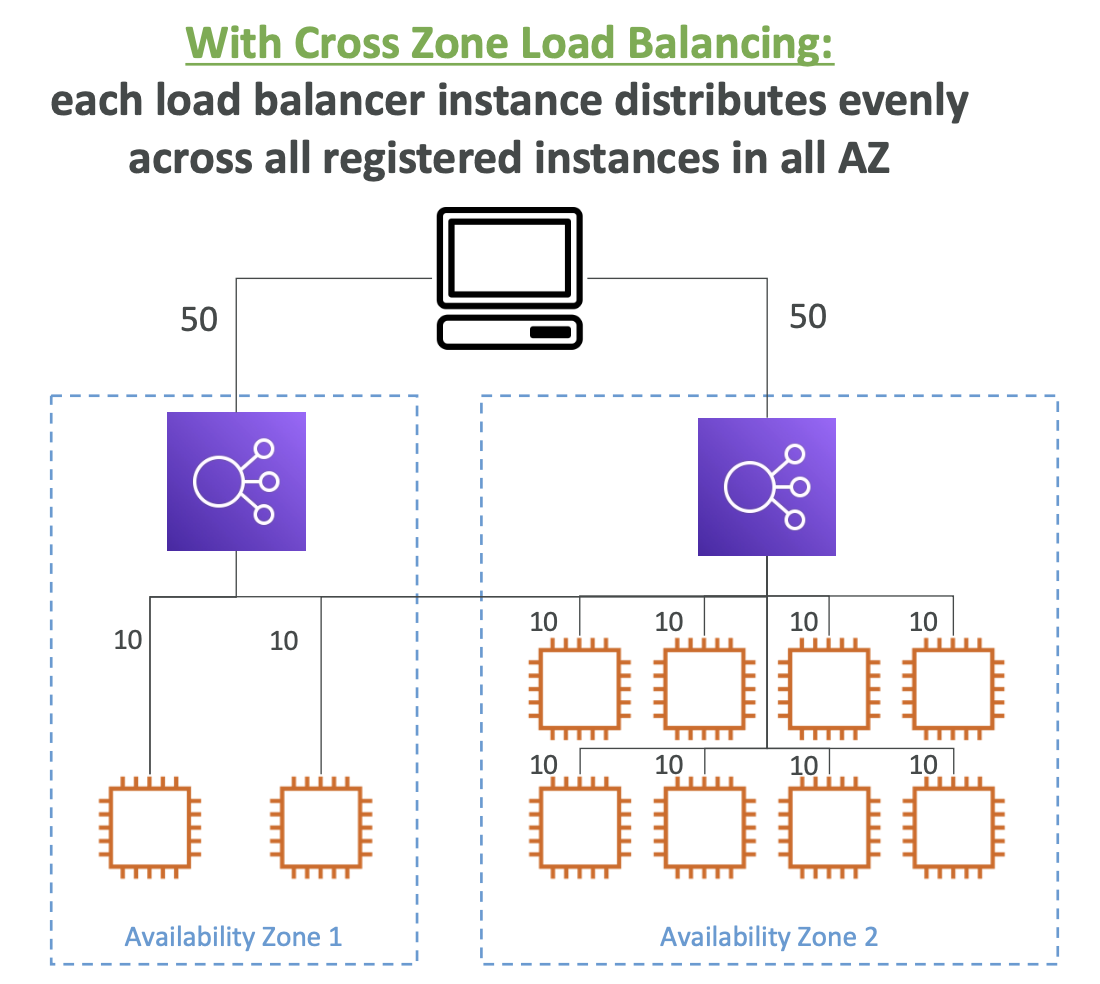 With Cross Zone Load Balancing:
each load balancer instance distributes evenly
across all registered instances in all AZ
50
50
10
10
10
10
10
10
10
10
10
10
Availability Zone 1
Availability Zone 2